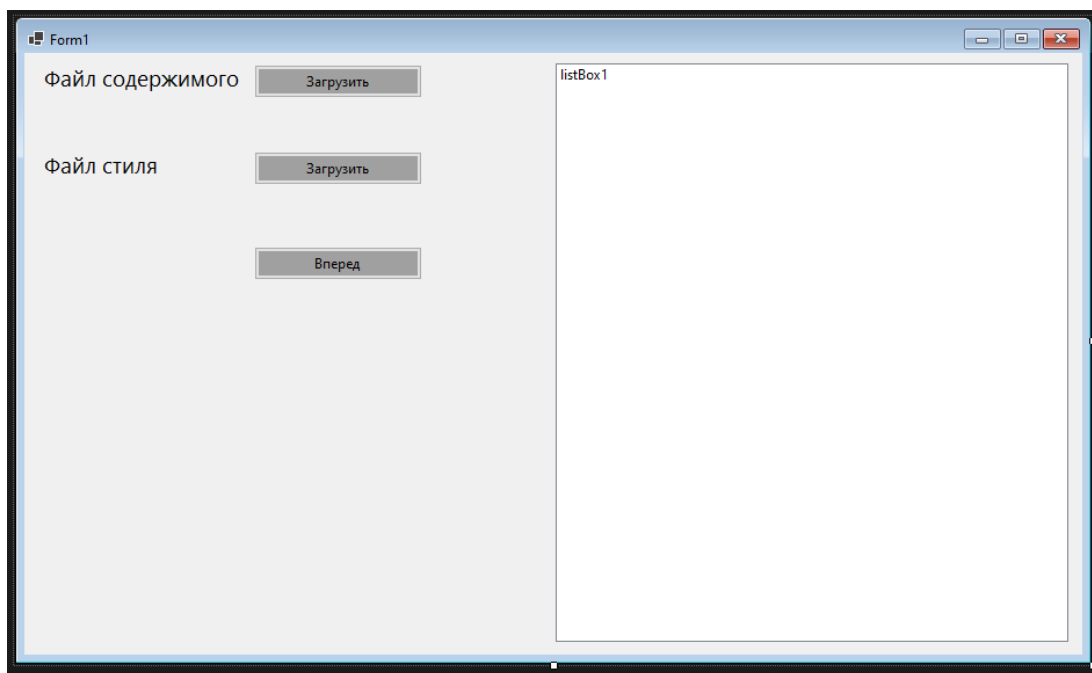 Form1
Файл содержимого Загрузить
listBox1
Файл стиля Загрузить
Вперед